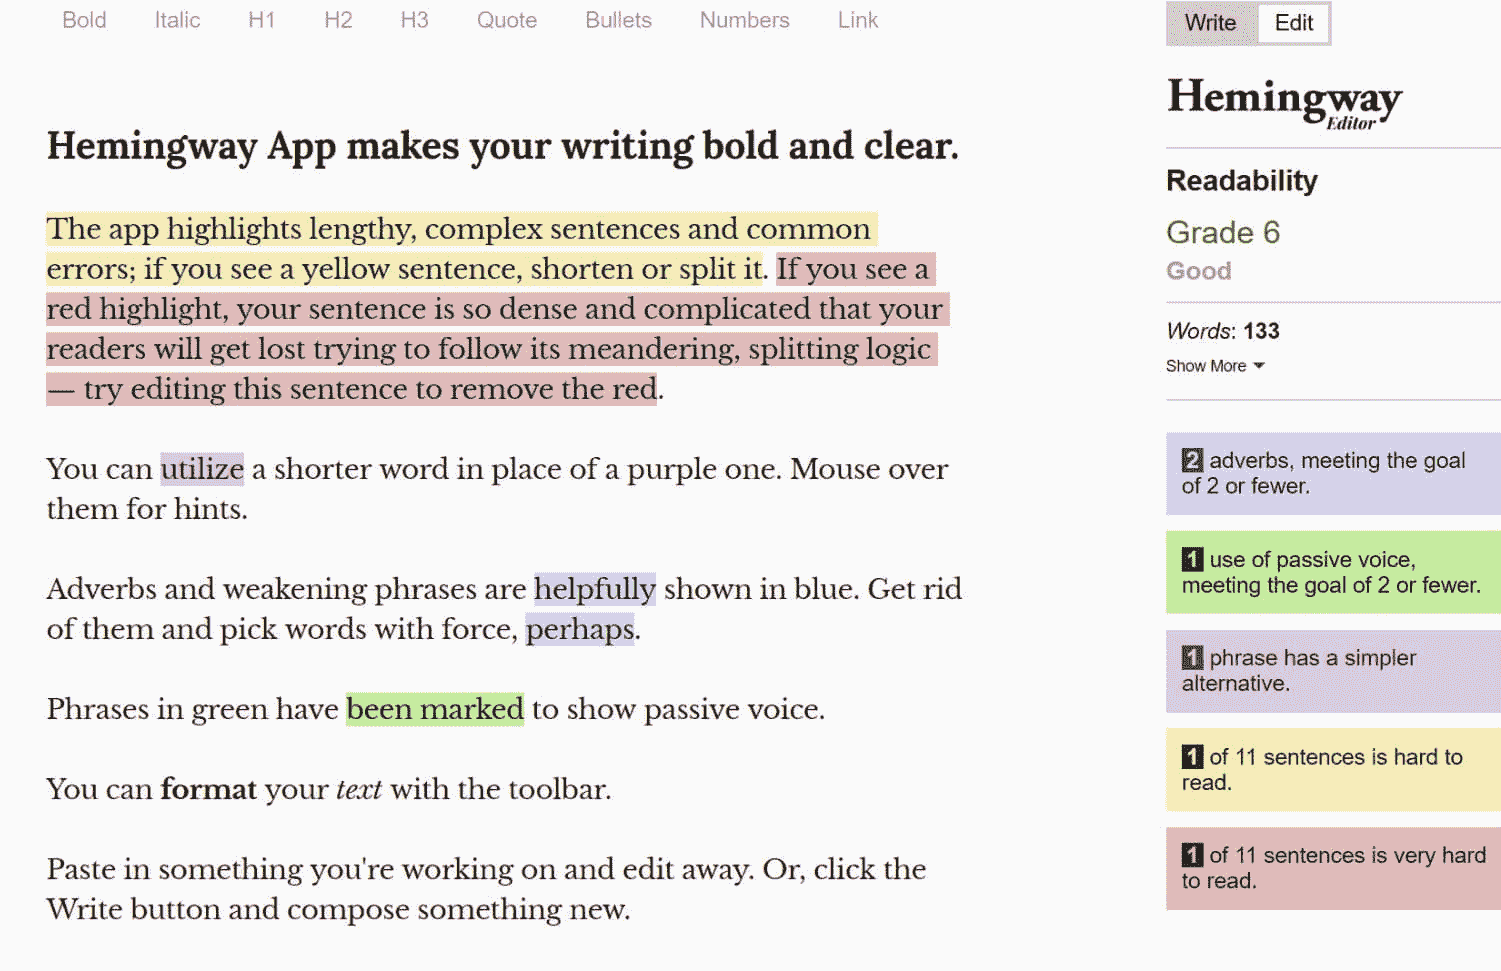 Bold Italic H1 H2 H3 Quote Bullets Numbers Link
Write Edit
Hemingway App makes your writing bold and clear.
The app highlights lengthy, complex sentences and common
errors; if you see a yellow sentence, shorten or split it. If you see a
red highlight, your sentence is so dense and complicated that your
readers will get lost trying to follow its meandering, splitting logic
— try editing this sentence to remove the red.
You can utilize a shorter word in place of a purple one. Mouse over
them for hints.
Adverbs and weakening phrases are helpfully shown in blue. Get rid
of them and pick words with force, perhaps.
Phrases in green have been marked to show passive voice.
You can format your text with the toolbar.
Paste in something you're working on and edit away. Or, click the
Write button and compose something new.
Hemingway
Editor
Readability
Grade 6
Good
Words: 133
Show More
2 adverbs, meeting the goal
of 2 or fewer.
1 use of passive voice,
meeting the goal of 2 or fewer.
1 phrase has a simpler
alternative.
1 of 11 sentences is hard to
read.
1 of 11 sentences is very hard
to read.